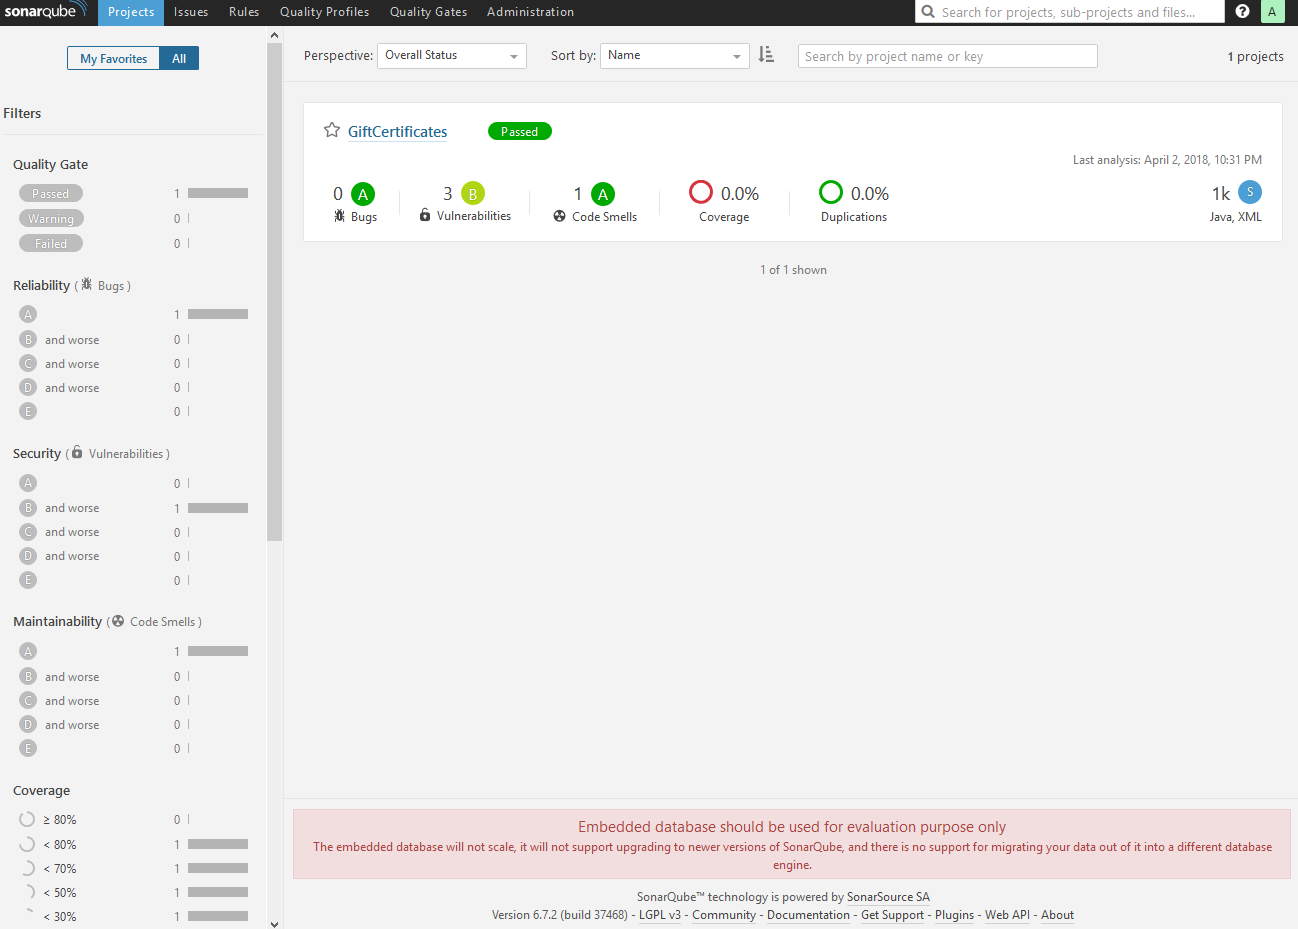 sonarqube Projects Issues Rules Quality Profiles Quality Gates Administration Search for projects, sub-projects and files... ? A
My Favorites All
Perspective: Overall Status Sort by: Name Search by project name or key 1 projects
Filters
Quality Gate
Passed 1
Warning 0
Failed 0
Reliability ( Bugs )
A 1
B and worse 0
C and worse 0
D and worse 0
E 0
Security ( Vulnerabilities )
A 0
B and worse 1
C and worse 0
D and worse 0
E 0
Maintainability ( Code Smells )
A 1
B and worse 0
C and worse 0
D and worse 0
E 0
Coverage
≥ 80% 0
< 80% 1
< 70% 1
< 50% 1
< 30% 1
GiftCertificates Passed
Last analysis: April 2, 2018, 10:31 PM
0 A 3 B 1 A 0.0% 0.0% 1k S
Bugs Vulnerabilities Code Smells Coverage Duplications Java, XML
1 of 1 shown
Embedded database should be used for evaluation purpose only
The embedded database will not scale, it will not support upgrading to newer versions of SonarQube, and there is no support for migrating your data out of it into a different database
engine.
SonarQube™ technology is powered by SonarSource SA
Version 6.7.2 (build 37468) - LGPL v3 - Community - Documentation - Get Support - Plugins - Web API - About